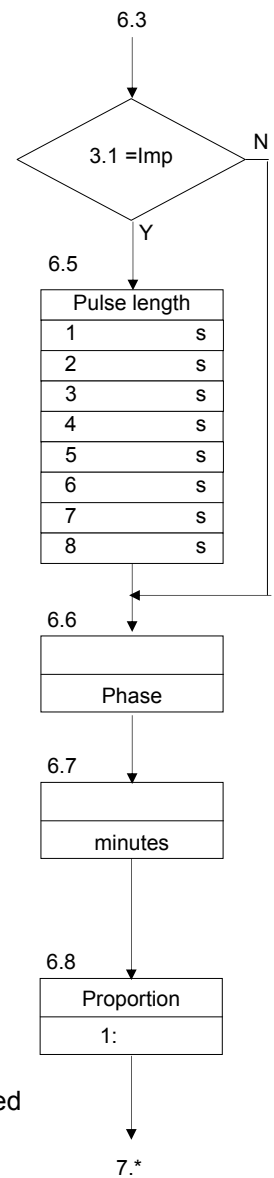 6.3
3.1 =Imp
N
Y
6.5
Pulse length
1 s
2 s
3 s
4 s
5 s
6 s
7 s
8 s
6.6
Phase
6.7
minutes
6.8
Proportion
1:
7.*